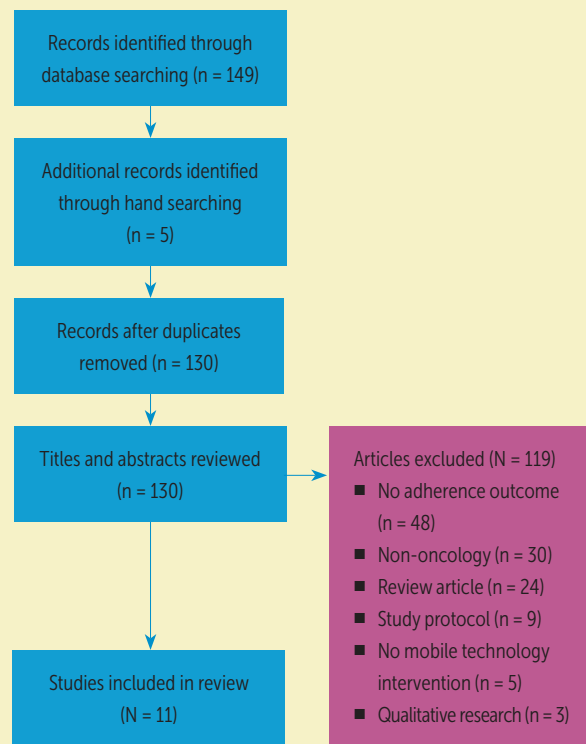 Records identified through
database searching (n = 149)
Additional records identified
through hand searching
(n = 5)
Records after duplicates
removed (n = 130)
Titles and abstracts reviewed
(n = 130)
Articles excluded (N = 119)
■ No adherence outcome
(n = 48)
■ Non-oncology (n = 30)
■ Review article (n = 24)
■ Study protocol (n = 9)
■ No mobile technology
intervention (n = 5)
■ Qualitative research (n = 3)
Studies included in review
(N = 11)